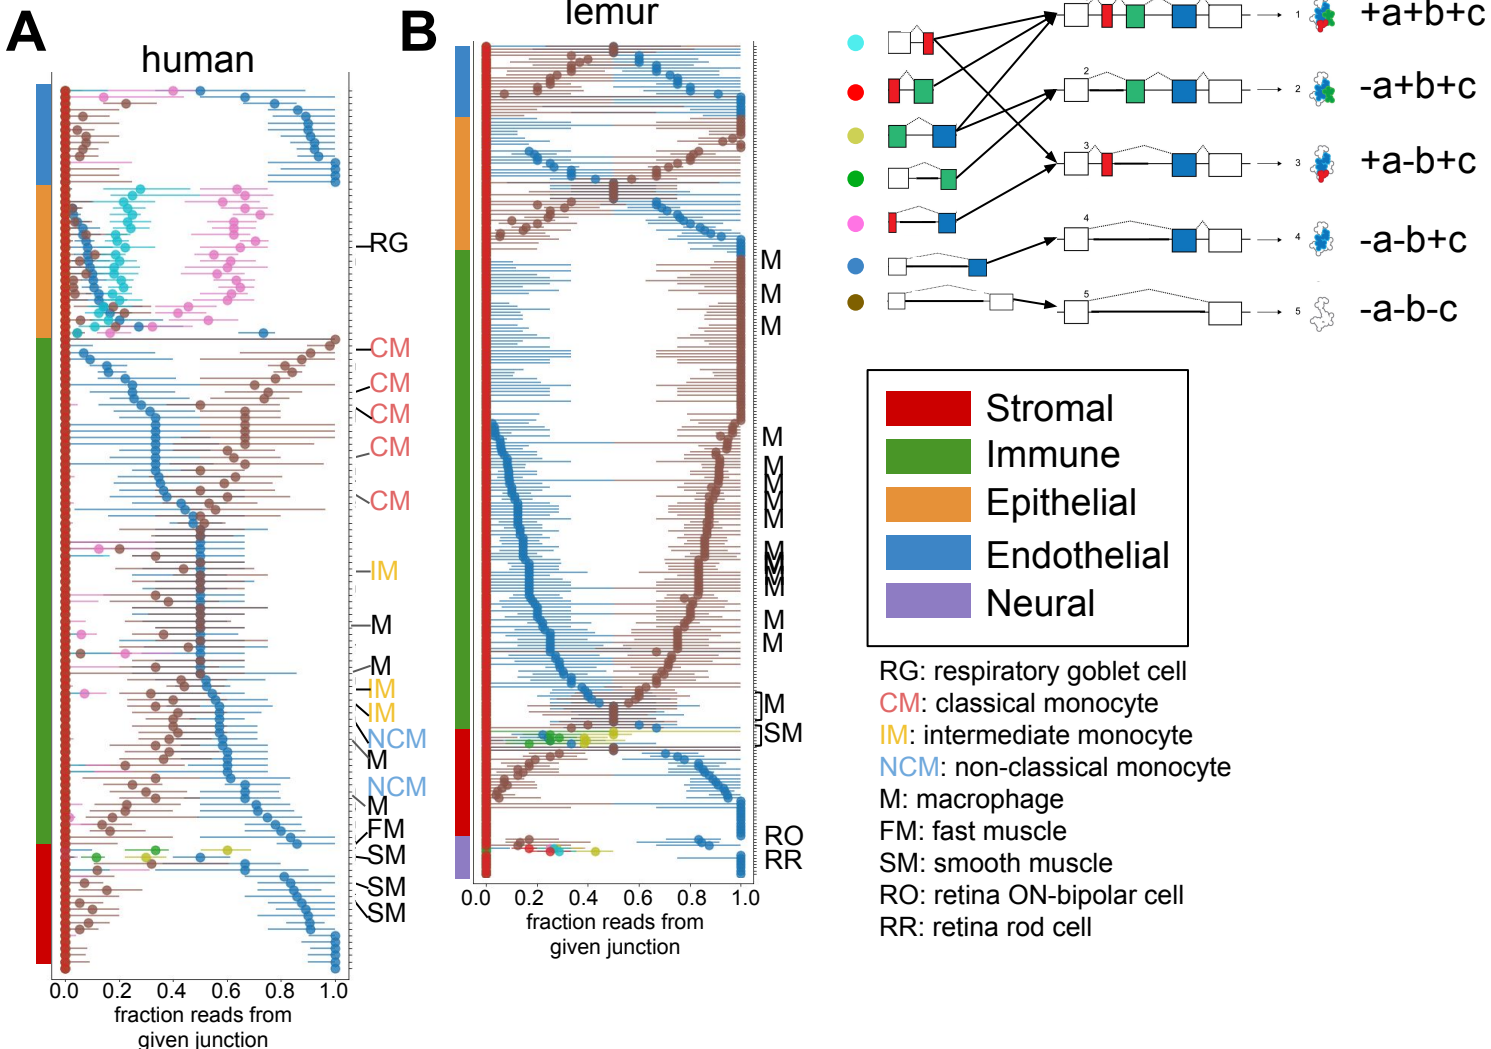 A
human
RG
CM
CM
CM
CM
CM
IM
M
M
IM
IM
NCM
M
NCM
M
FM
SM
SM
SM
0.0 0.2 0.4 0.6 0.8 1.0
fraction reads from
given junction
B
lemur
M
M
M
M
M
M
M
M
M
M
M
M
M
M
SM
RO
RR
0.0 0.2 0.4 0.6 0.8 1.0
fraction reads from
given junction
1 +a+b+c
2 2 -a+b+c
3 3 +a-b+c
4 4 -a-b+c
5 5 -a-b-c
Stromal
Immune
Epithelial
Endothelial
Neural
RG: respiratory goblet cell
CM: classical monocyte
IM: intermediate monocyte
NCM: non-classical monocyte
M: macrophage
FM: fast muscle
SM: smooth muscle
RO: retina ON-bipolar cell
RR: retina rod cell